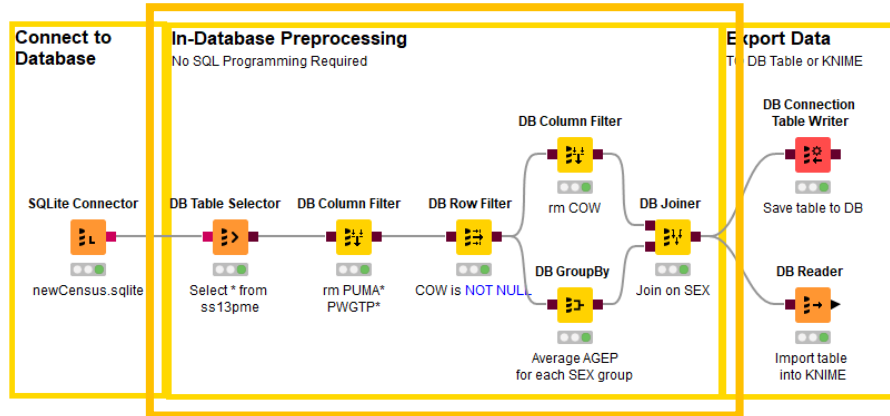 Connect to
Database
In-Database Preprocessing
No SQL Programming Required
Export Data
TO DB Table or KNIME
SQLite Connector
newCensus.sqlite
DB Table Selector
Select * from
ss13pme
DB Column Filter
rm PUMA*
PWGTP*
DB Row Filter
COW is NOT NULL
DB Column Filter
rm COW
DB GroupBy
Average AGEP
for each SEX group
DB Joiner
Join on SEX
DB Connection
Table Writer
Save table to DB
DB Reader
Import table
into KNIME